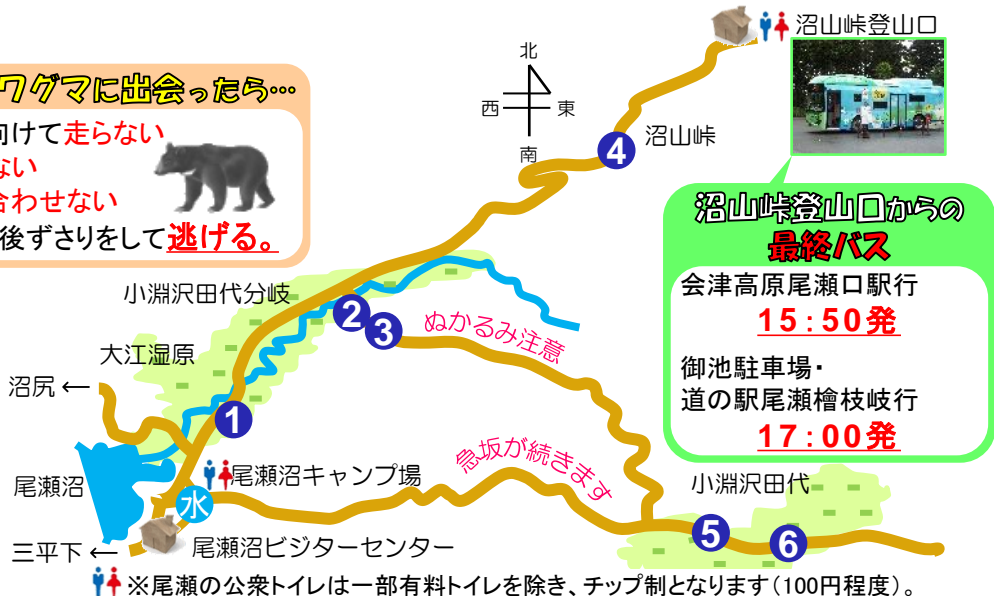 沼山峠登山口
ワグマに出会ったら…
向けて走らない
ない
合わせない
後ずさりをして逃げる。
北
西 東
南
4
沼山峠
沼山峠登山口からの
最終バス
会津高原尾瀬口駅行
15:50発
御池駐車場・
道の駅尾瀬檜枝岐行
17:00発
小淵沢田代分岐
2
3
ぬかるみ注意
大江湿原
沼尻←
1
急坂が続きます
尾瀬沼
尾瀬沼キャンプ場
水
小淵沢田代
5
6
三平下←
尾瀬沼ビジターセンター
※尾瀬の公衆トイレは一部有料トイレを除き、チップ制となります(100円程度)。